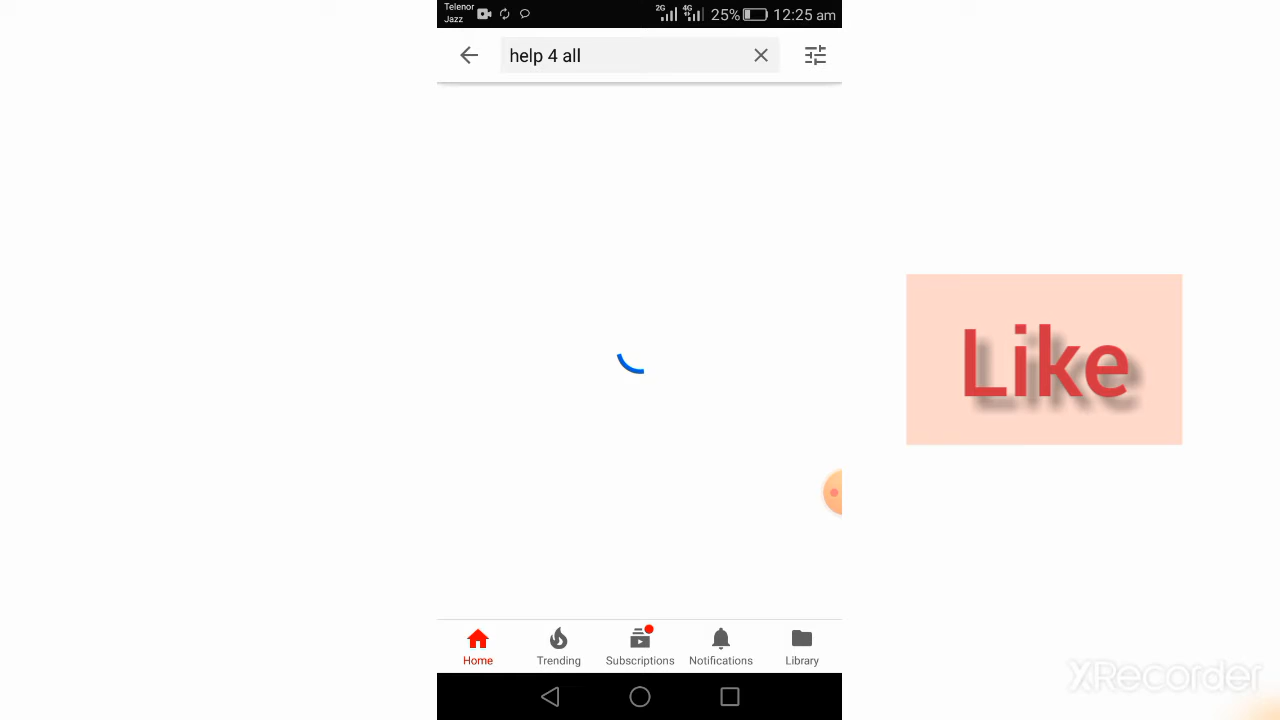 Telenor
Jazz
2G
4G
25%
12:25 am
help 4 all
Like
Home
Trending
Subscriptions
Notifications
Library
XRecorder